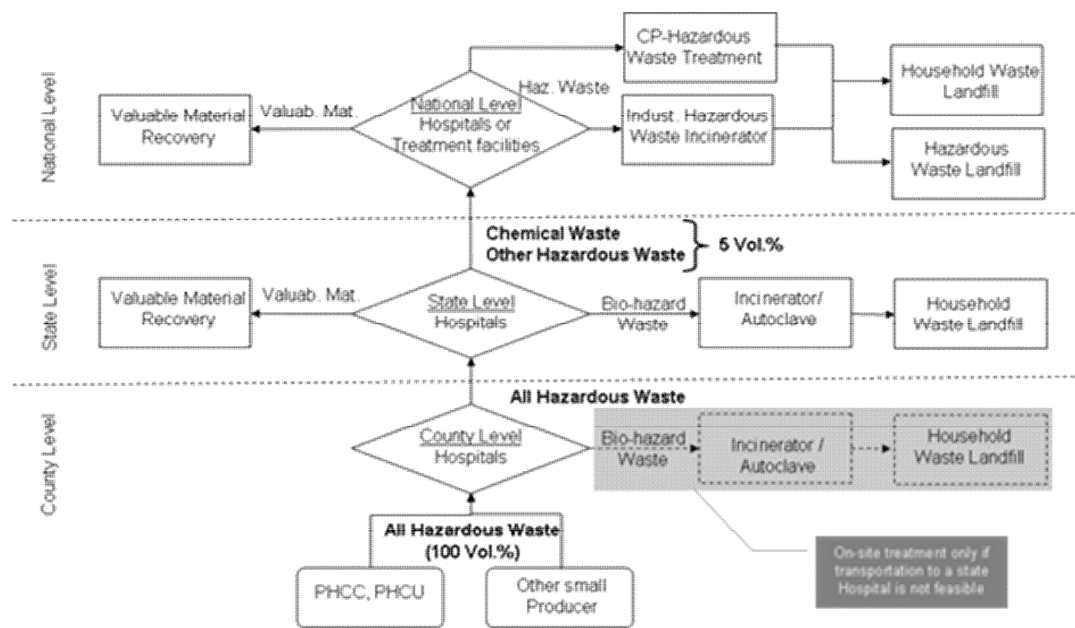 National Level
CP-Hazardous
Waste Treatment
Household Waste
Landfill
Haz. Waste
Valuable Material
Recovery
Valuab. Mat.
National Level
Hospitals or
Treatment facilities
Indust. Hazardous
Waste Incinerator
Hazardous
Waste Landfill
State Level
Chemical Waste
Other Hazardous Waste
5 Vol.%
Valuable Material
Recovery
Valuab. Mat.
State Level
Hospitals
Bio-hazard
Waste
Incinerator/
Autoclave
Household
Waste Landfill
County Level
All Hazardous Waste
County Level
Hospitals
Bio-hazard
Waste
Incinerator /
Autoclave
Household
Waste Landfill
All Hazardous Waste
(100 Vol.%)
PHCC, PHCU
Other small
Producer
On-site treatment only if
transportation to a state
Hospital is not feasible